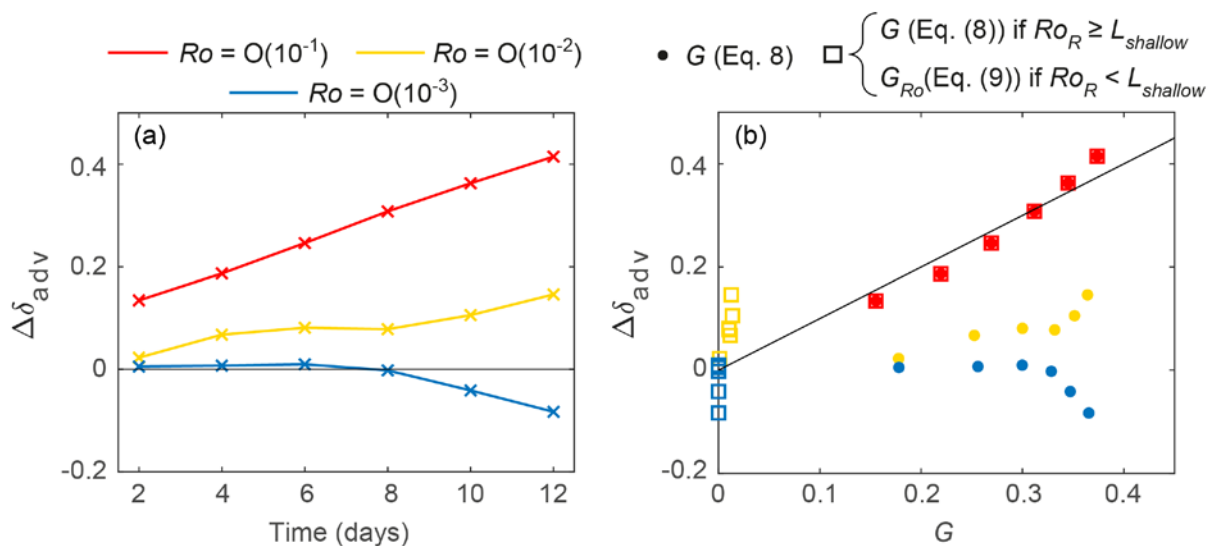 Ro = O(10⁻¹) Ro = O(10⁻²)
Ro = O(10⁻³)
G (Eq. 8)
G (Eq. (8)) if Ro_R ≥ L_shallow
G_Ro(Eq. (9)) if Ro_R < L_shallow
(a)
0.4
0.2
0
-0.2
Δδ_adv
2 4 6 8 10 12
Time (days)
(b)
0.4
0.2
0
-0.2
Δδ_adv
0 0.1 0.2 0.3 0.4
G